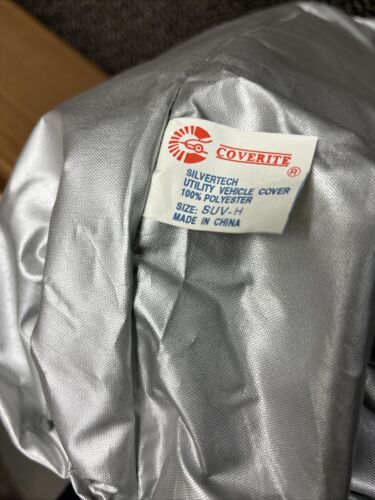 COVERITE ®
SILVERTECH
UTILITY VEHICLE COVER
100% POLYESTER
SIZE: SUV-H
MADE IN CHINA